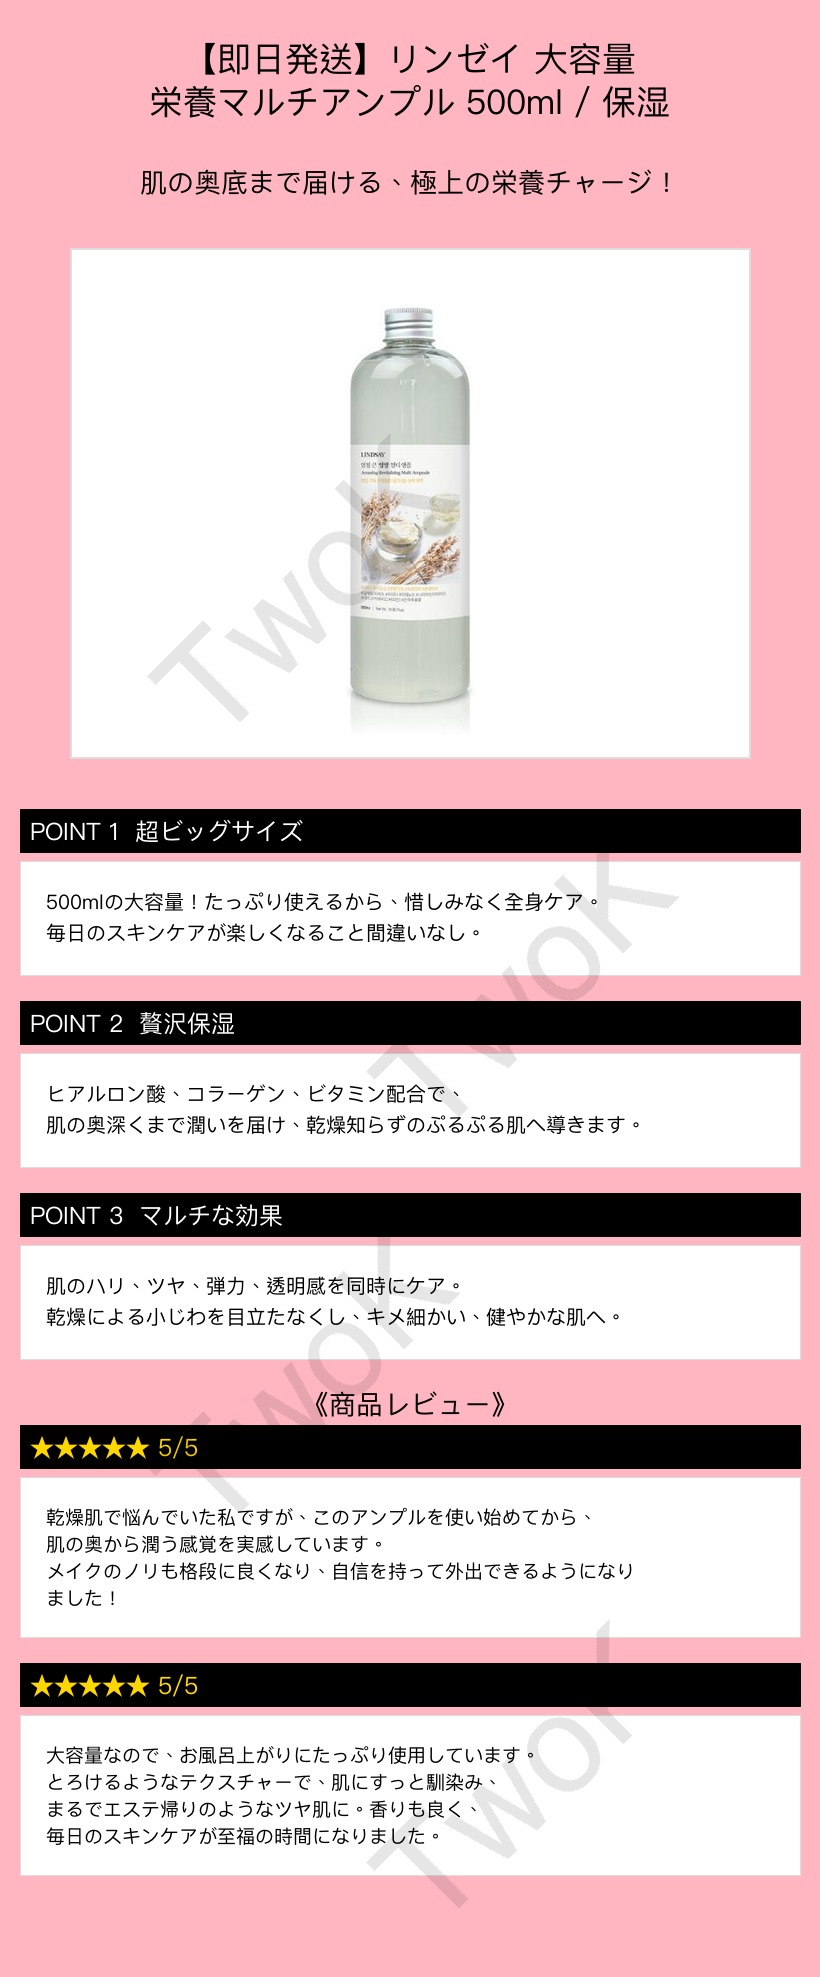 【即日発送】リンゼイ 大容量
栄養マルチアンプル 500ml / 保湿
肌の奥底まで届ける、極上の栄養チャージ！
LINDSAY
Amazing Revitalizing Multi Ampoule
TwoK
POINT 1 超ビッグサイズ
500mlの大容量！たっぷり使えるから、惜しみなく全身ケア。
毎日のスキンケアが楽しくなること間違いなし。
TwoK
POINT 2 贅沢保湿
ヒアルロン酸、コラーゲン、ビタミン配合で、
肌の奥深くまで潤いを届け、乾燥知らずのぷるぷる肌へ導きます。
POINT 3 マルチな効果
肌のハリ、ツヤ、弾力、透明感を同時にケア。
乾燥による小じわを目立たなくし、キメ細かい、健やかな肌へ。
TwoK
《商品レビュー》
★★★★★ 5/5
乾燥肌で悩んでいた私ですが、このアンプルを使い始めてから、
肌の奥から潤う感覚を実感しています。
メイクのノリも格段に良くなり、自信を持って外出できるようになり
ました！
★★★★★ 5/5
大容量なので、お風呂上がりにたっぷり使用しています。
とろけるようなテクスチャーで、肌にすっと馴染み、
まるでエステ帰りのようなツヤ肌に。香りも良く、
毎日のスキンケアが至福の時間になりました。
TwoK